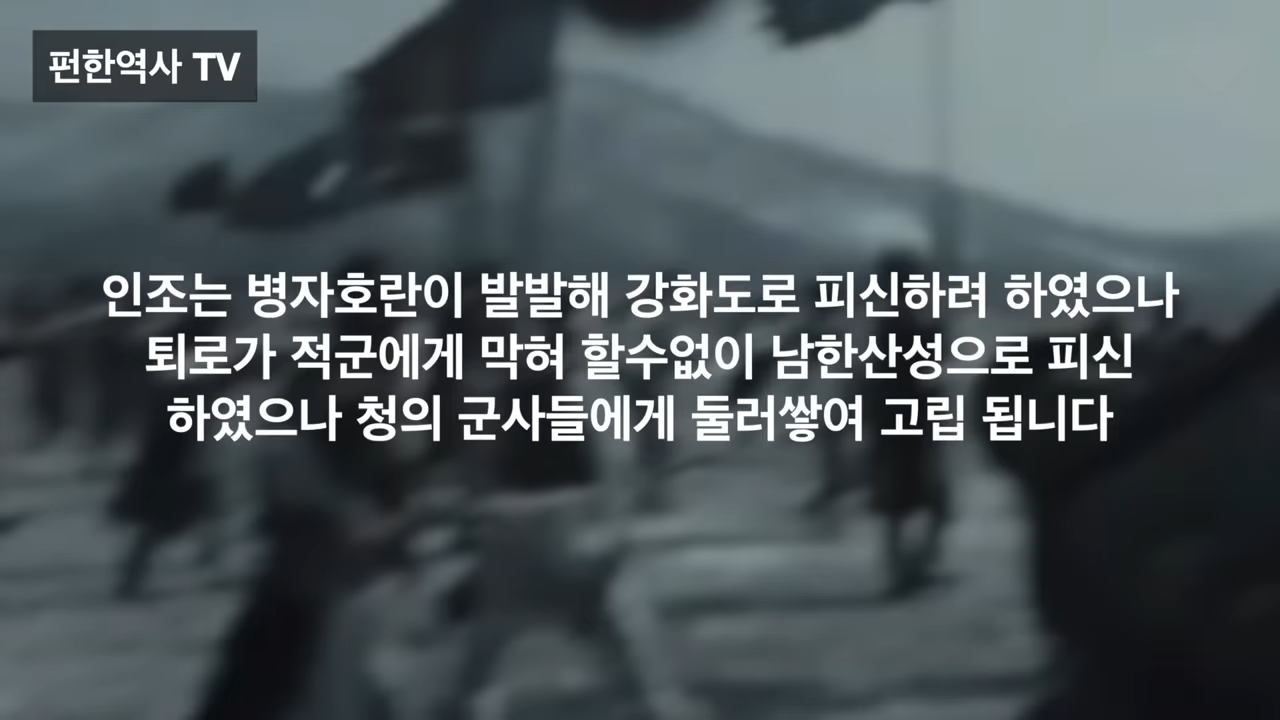 편한역사 TV
인조는 병자호란이 발발해 강화도로 피신하려 하였으나
퇴로가 적군에게 막혀 할수없이 남한산성으로 피신
하였으나 청의 군사들에게 둘러쌓여 고립 됩니다